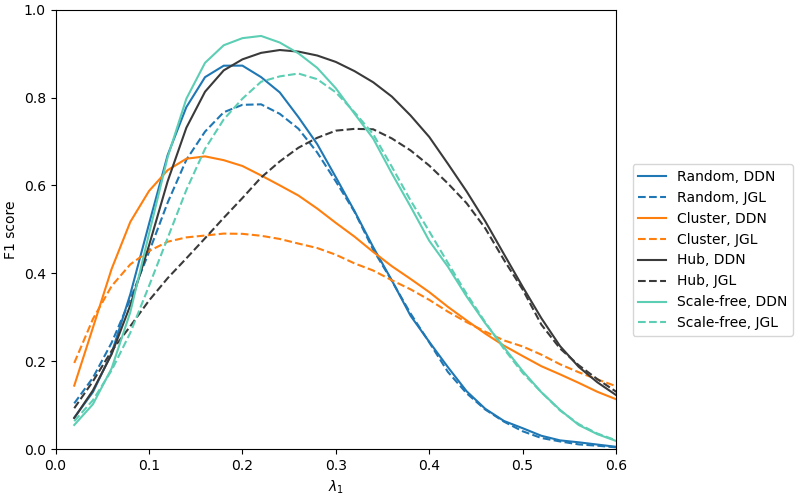 1.0
0.8
0.6
0.4
0.2
0.0
F1 score
0.0 0.1 0.2 0.3 0.4 0.5 0.6
λ₁
Random, DDN
Random, JGL
Cluster, DDN
Cluster, JGL
Hub, DDN
Hub, JGL
Scale-free, DDN
Scale-free, JGL